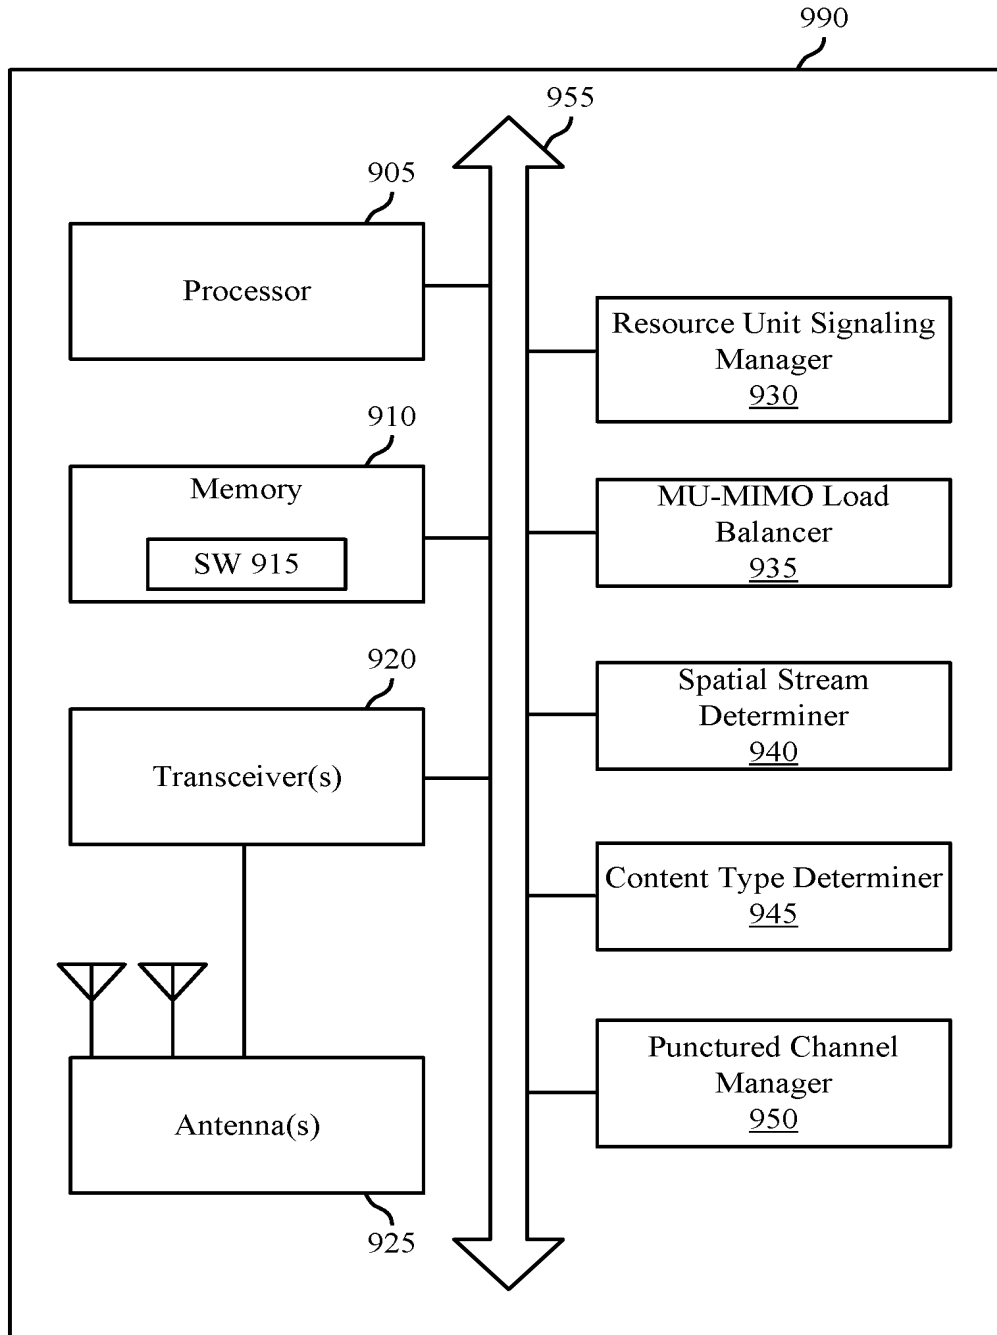 990
955
905
Processor
910
Memory
SW 915
920
Transceiver(s)
Antenna(s)
925
Resource Unit Signaling
Manager
930
MU-MIMO Load
Balancer
935
Spatial Stream
Determiner
940
Content Type Determiner
945
Punctured Channel
Manager
950